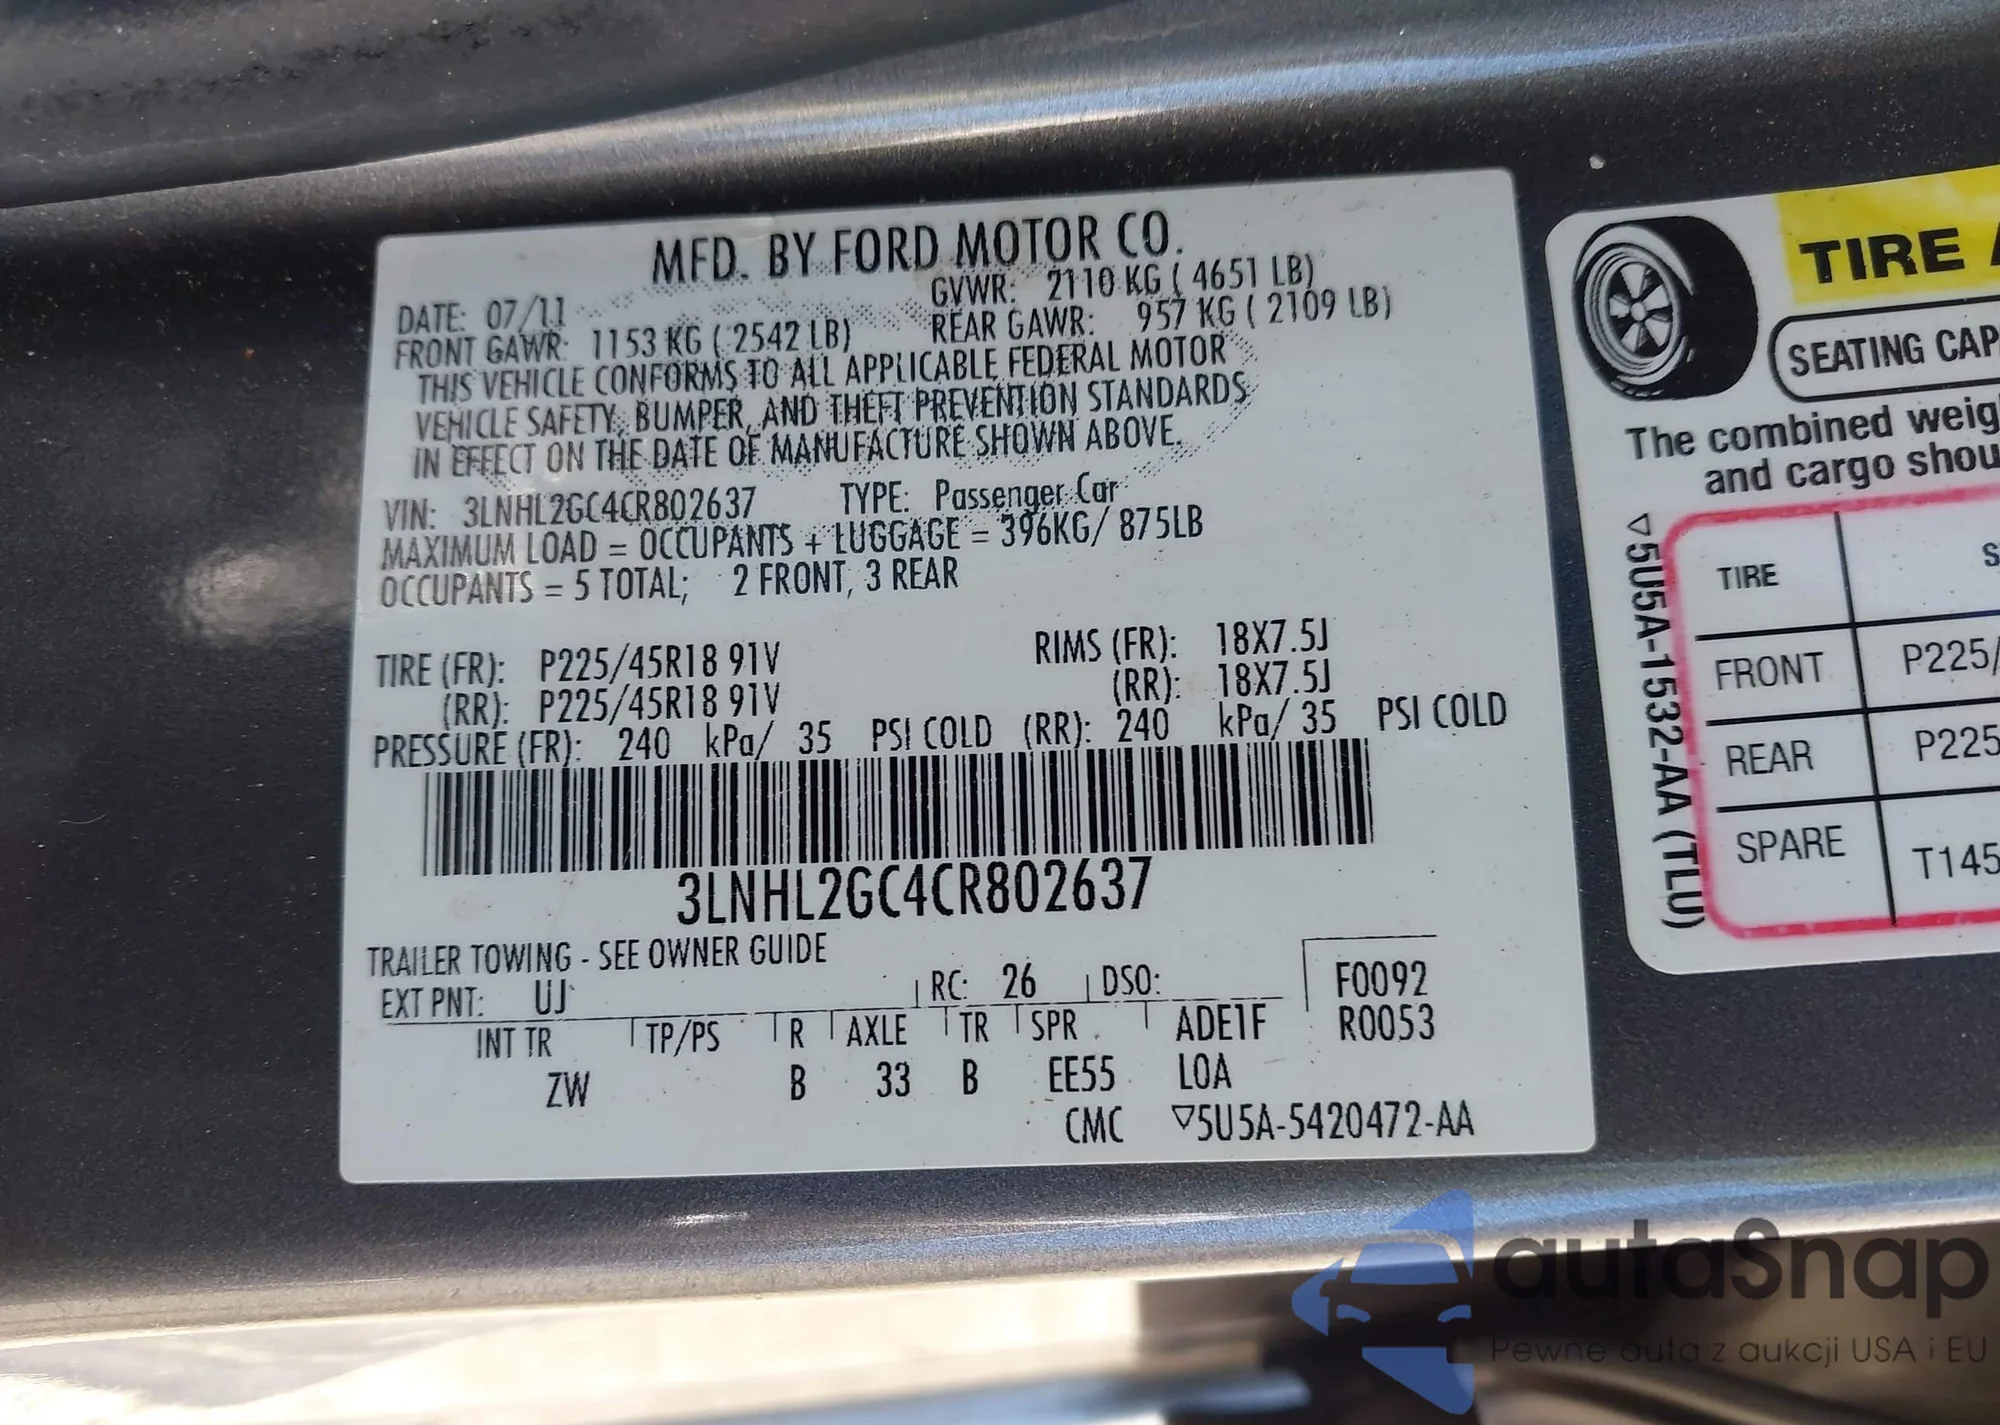 MFD. BY FORD MOTOR CO.
DATE: 07/11 GVWR: 2110 KG ( 4651 LB)
FRONT GAWR: 1153 KG ( 2542 LB) REAR GAWR: 957 KG ( 2109 LB)
THIS VEHICLE CONFORMS TO ALL APPLICABLE FEDERAL MOTOR
VEHICLE SAFETY, BUMPER, AND THEFT PREVENTION STANDARDS
IN EFFECT ON THE DATE OF MANUFACTURE SHOWN ABOVE.
VIN: 3LNHL2GC4CR802637 TYPE: Passenger Car
MAXIMUM LOAD = OCCUPANTS + LUGGAGE = 396KG/ 875LB
OCCUPANTS = 5 TOTAL; 2 FRONT, 3 REAR
TIRE (FR): P225/45R18 91V RIMS (FR): 18X7.5J
(RR): P225/45R18 91V (RR): 18X7.5J
PRESSURE (FR): 240 kPa/ 35 PSI COLD (RR): 240 kPa/ 35 PSI COLD
3LNHL2GC4CR802637
TRAILER TOWING - SEE OWNER GUIDE
EXT PNT: UJ RC: 26 DSO: F0092
INT TR TP/PS R AXLE TR SPR ADE1F R0053
ZW B 33 B EE55 LOA
CMC ▽5U5A-5420472-AA
TIRE
SEATING CAP
The combined weig
and cargo shou
▽5U5A-1532-AA (TLU)
TIRE S
FRONT P225/
REAR P225
SPARE T145
autaSnap
Pewne auta z aukcji USA i EU